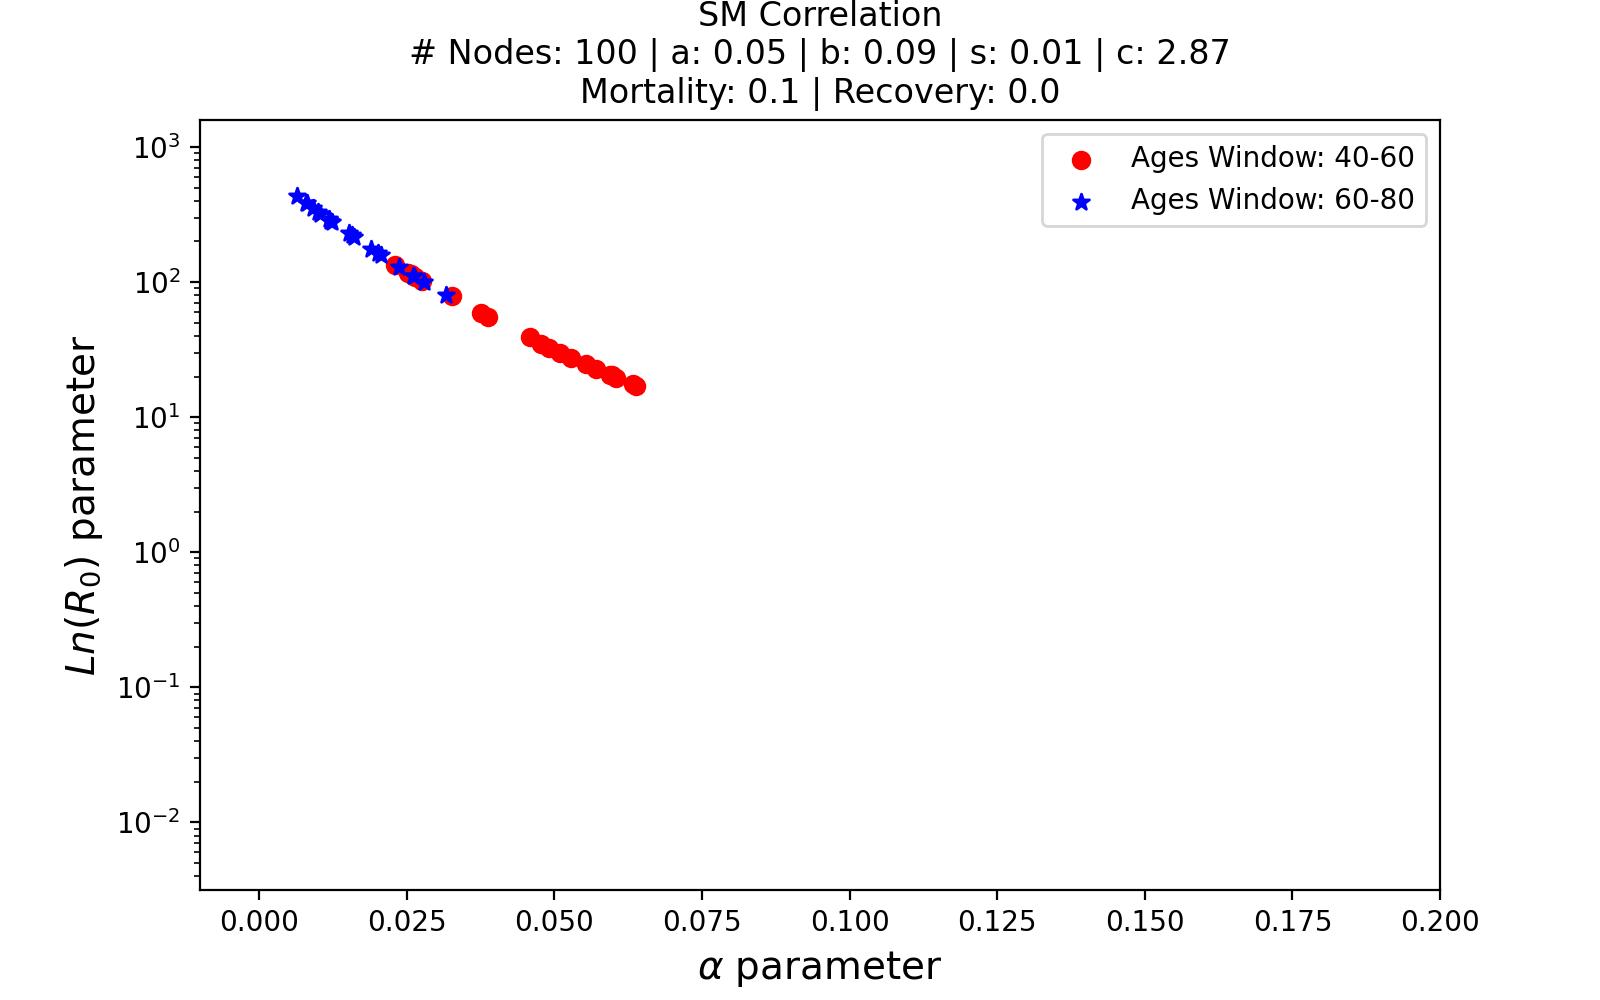 SM Correlation
# Nodes: 100 | a: 0.05 | b: 0.09 | s: 0.01 | c: 2.87
Mortality: 0.1 | Recovery: 0.0
Ages Window: 40-60
Ages Window: 60-80
10³
10²
10¹
10⁰
10⁻¹
10⁻²
Ln(R₀) parameter
0.000 0.025 0.050 0.075 0.100 0.125 0.150 0.175 0.200
α parameter